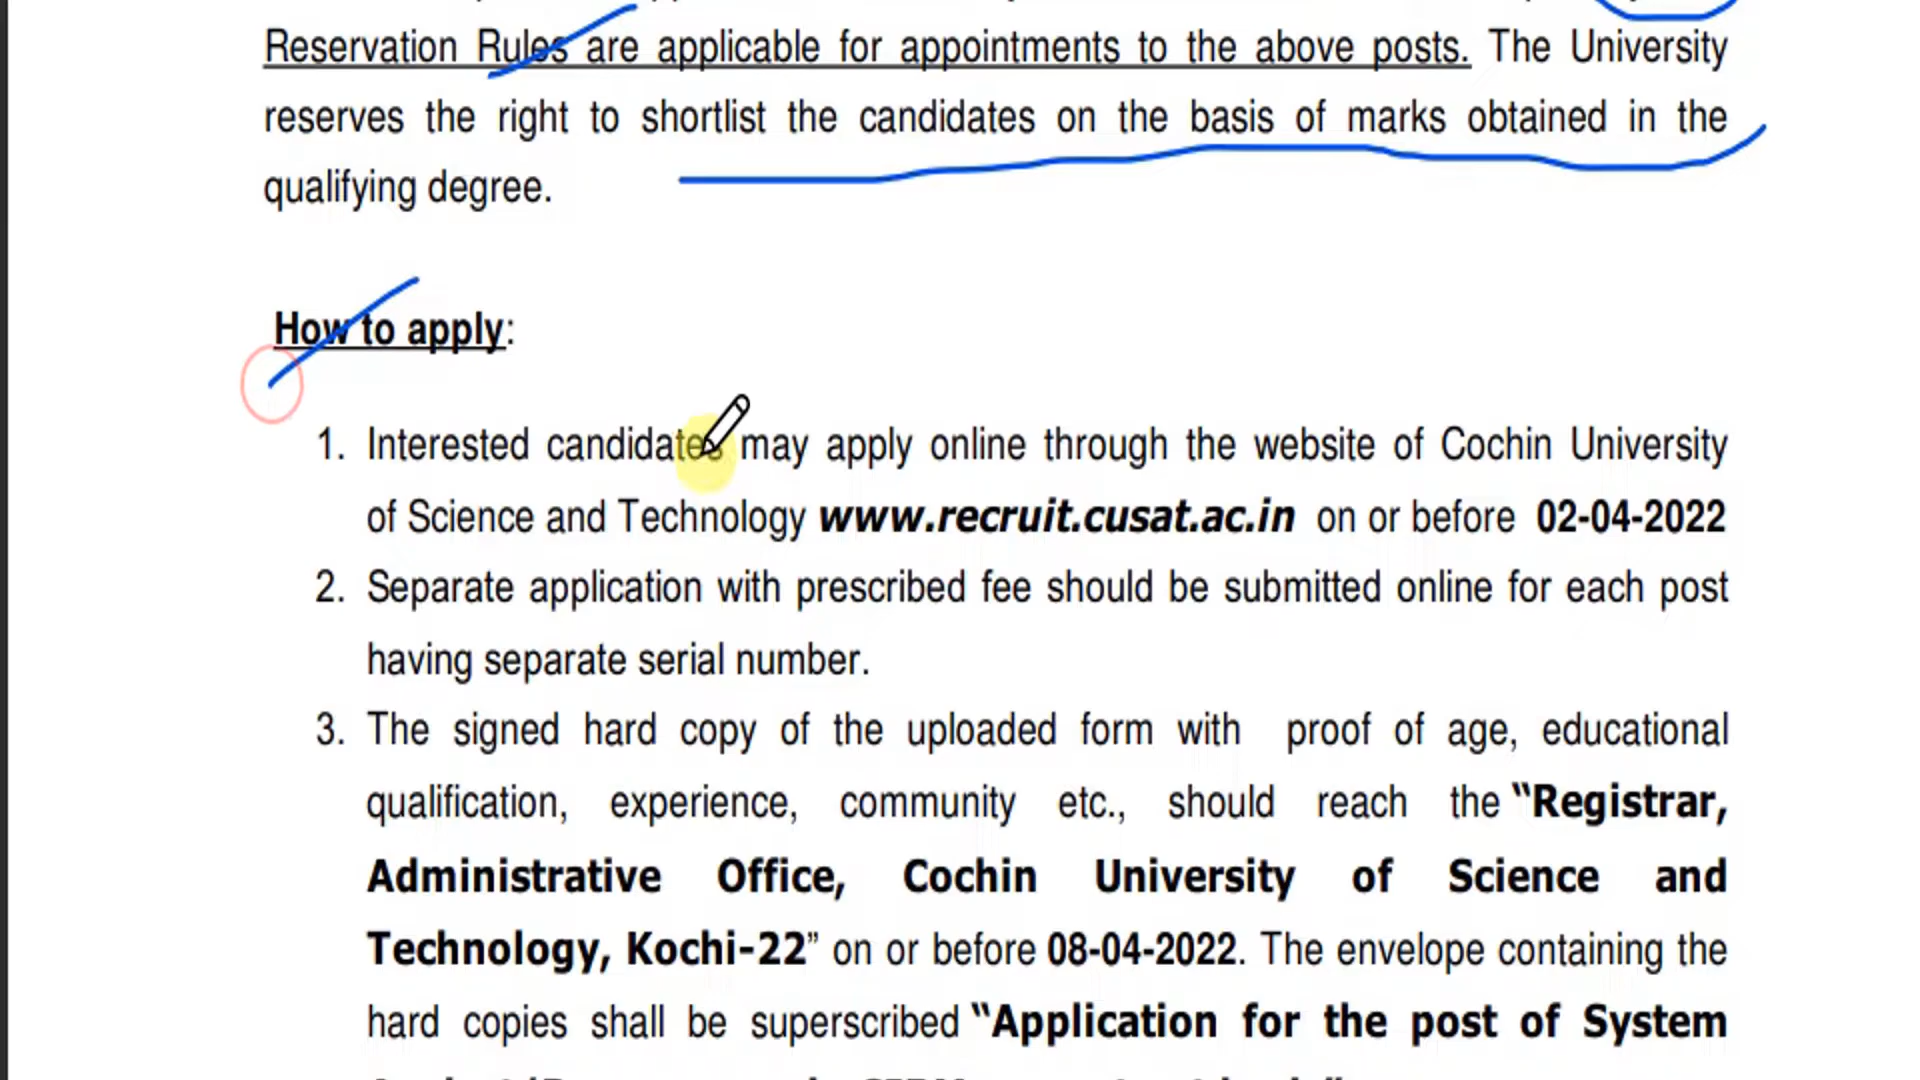 Reservation Rules are applicable for appointments to the above posts. The University
reserves the right to shortlist the candidates on the basis of marks obtained in the
qualifying degree.
How to apply:
1. Interested candidates may apply online through the website of Cochin University
of Science and Technology www.recruit.cusat.ac.in on or before 02-04-2022
2. Separate application with prescribed fee should be submitted online for each post
having separate serial number.
3. The signed hard copy of the uploaded form with proof of age, educational
qualification, experience, community etc., should reach the “Registrar,
Administrative Office, Cochin University of Science and
Technology, Kochi-22” on or before 08-04-2022. The envelope containing the
hard copies shall be superscribed “Application for the post of System